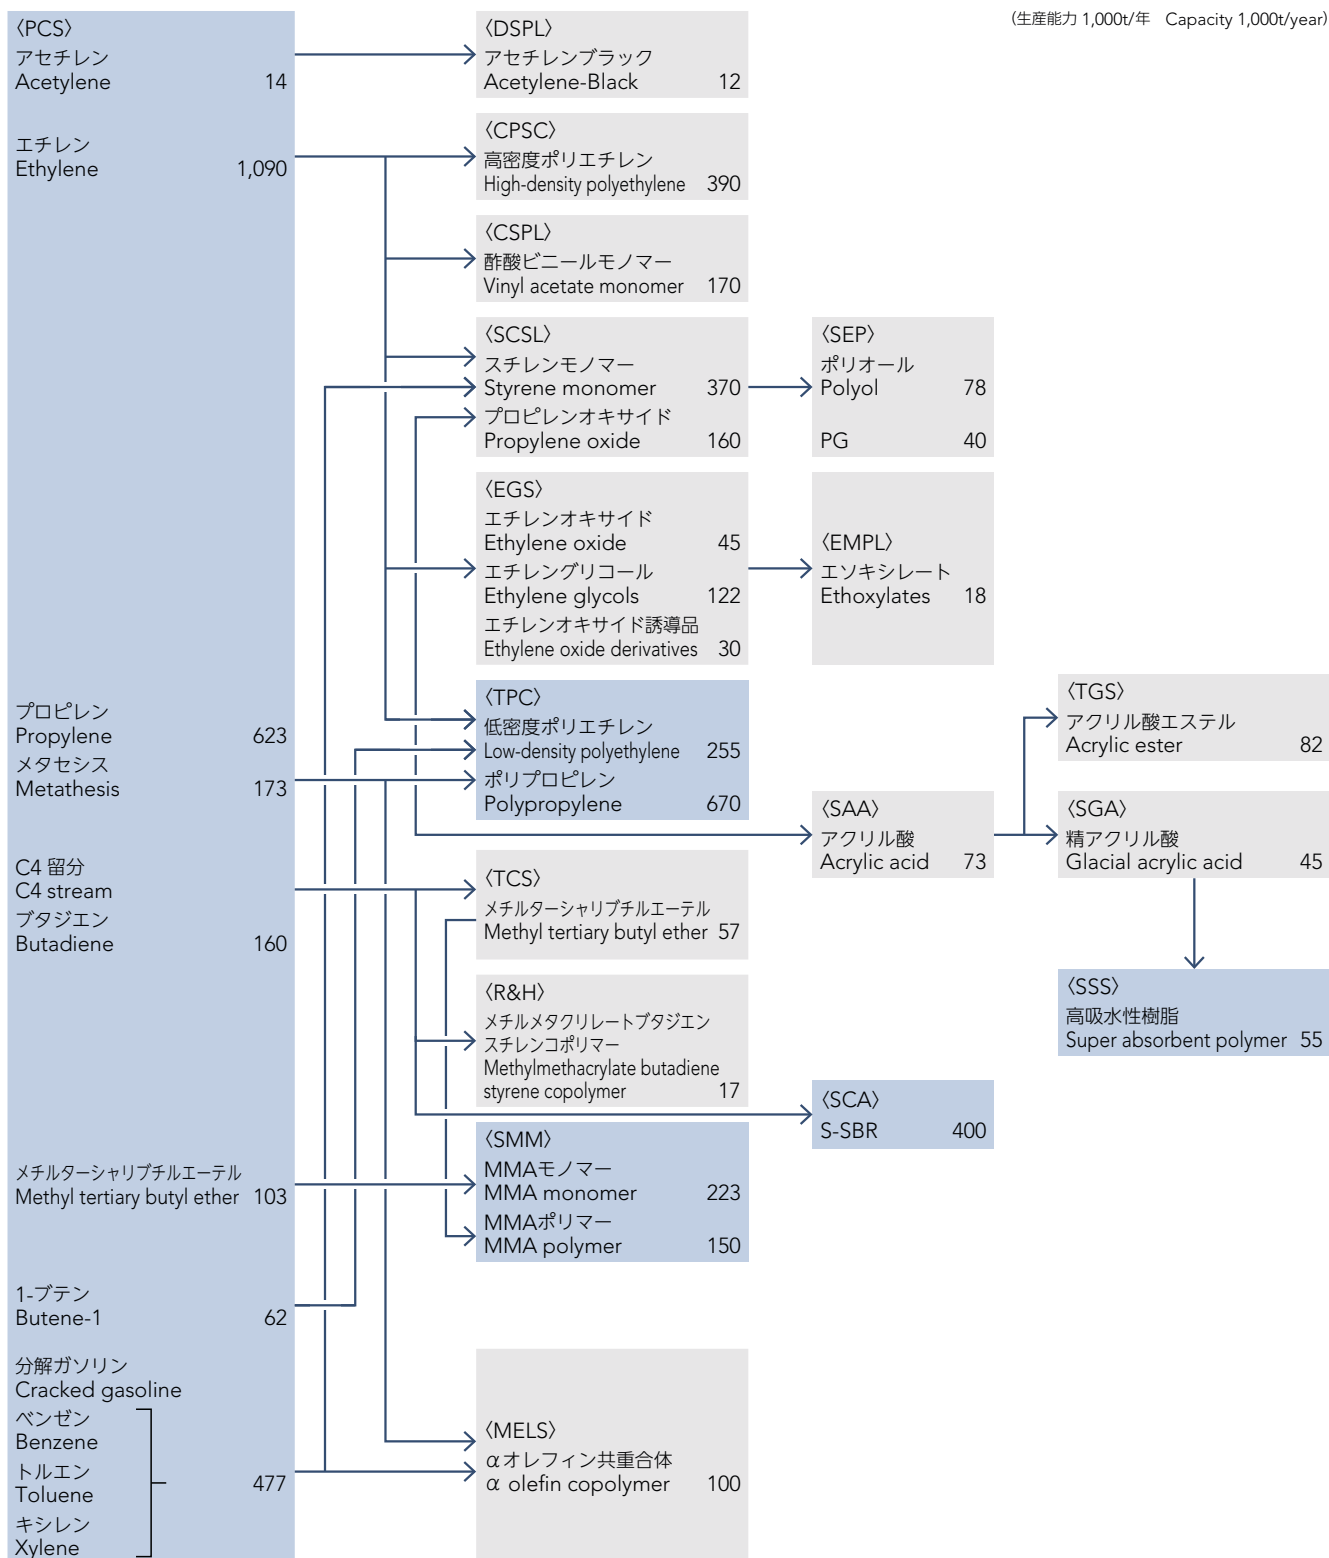 (生産能力 1,000t/年 Capacity 1,000t/year)
〈PCS〉
アセチレン
Acetylene 14
エチレン
Ethylene 1,090
プロピレン
Propylene 623
メタセシス
Metathesis 173
C4 留分
C4 stream
ブタジエン
Butadiene 160
メチルターシャリブチルエーテル
Methyl tertiary butyl ether 103
1-ブテン
Butene-1 62
分解ガソリン
Cracked gasoline
ベンゼン
Benzene
トルエン
Toluene 477
キシレン
Xylene
〈DSPL〉
アセチレンブラック
Acetylene-Black 12
〈CPSC〉
高密度ポリエチレン
High-density polyethylene 390
〈CSPL〉
酢酸ビニールモノマー
Vinyl acetate monomer 170
〈SCSL〉
スチレンモノマー
Styrene monomer 370
プロピレンオキサイド
Propylene oxide 160
〈EGS〉
エチレンオキサイド
Ethylene oxide 45
エチレングリコール
Ethylene glycols 122
エチレンオキサイド誘導品
Ethylene oxide derivatives 30
〈TPC〉
低密度ポリエチレン
Low-density polyethylene 255
ポリプロピレン
Polypropylene 670
〈TCS〉
メチルターシャリブチルエーテル
Methyl tertiary butyl ether 57
〈R&H〉
メチルメタクリレートブタジエン
スチレンコポリマー
Methylmethacrylate butadiene
styrene copolymer 17
〈SMM〉
MMAモノマー
MMA monomer 223
MMAポリマー
MMA polymer 150
〈MELS〉
αオレフィン共重合体
α olefin copolymer 100
〈SEP〉
ポリオール
Polyol 78
PG 40
〈EMPL〉
エソキシレート
Ethoxylates 18
〈SAA〉
アクリル酸
Acrylic acid 73
〈SCA〉
S-SBR 400
〈TGS〉
アクリル酸エステル
Acrylic ester 82
〈SGA〉
精アクリル酸
Glacial acrylic acid 45
〈SSS〉
高吸水性樹脂
Super absorbent polymer 55